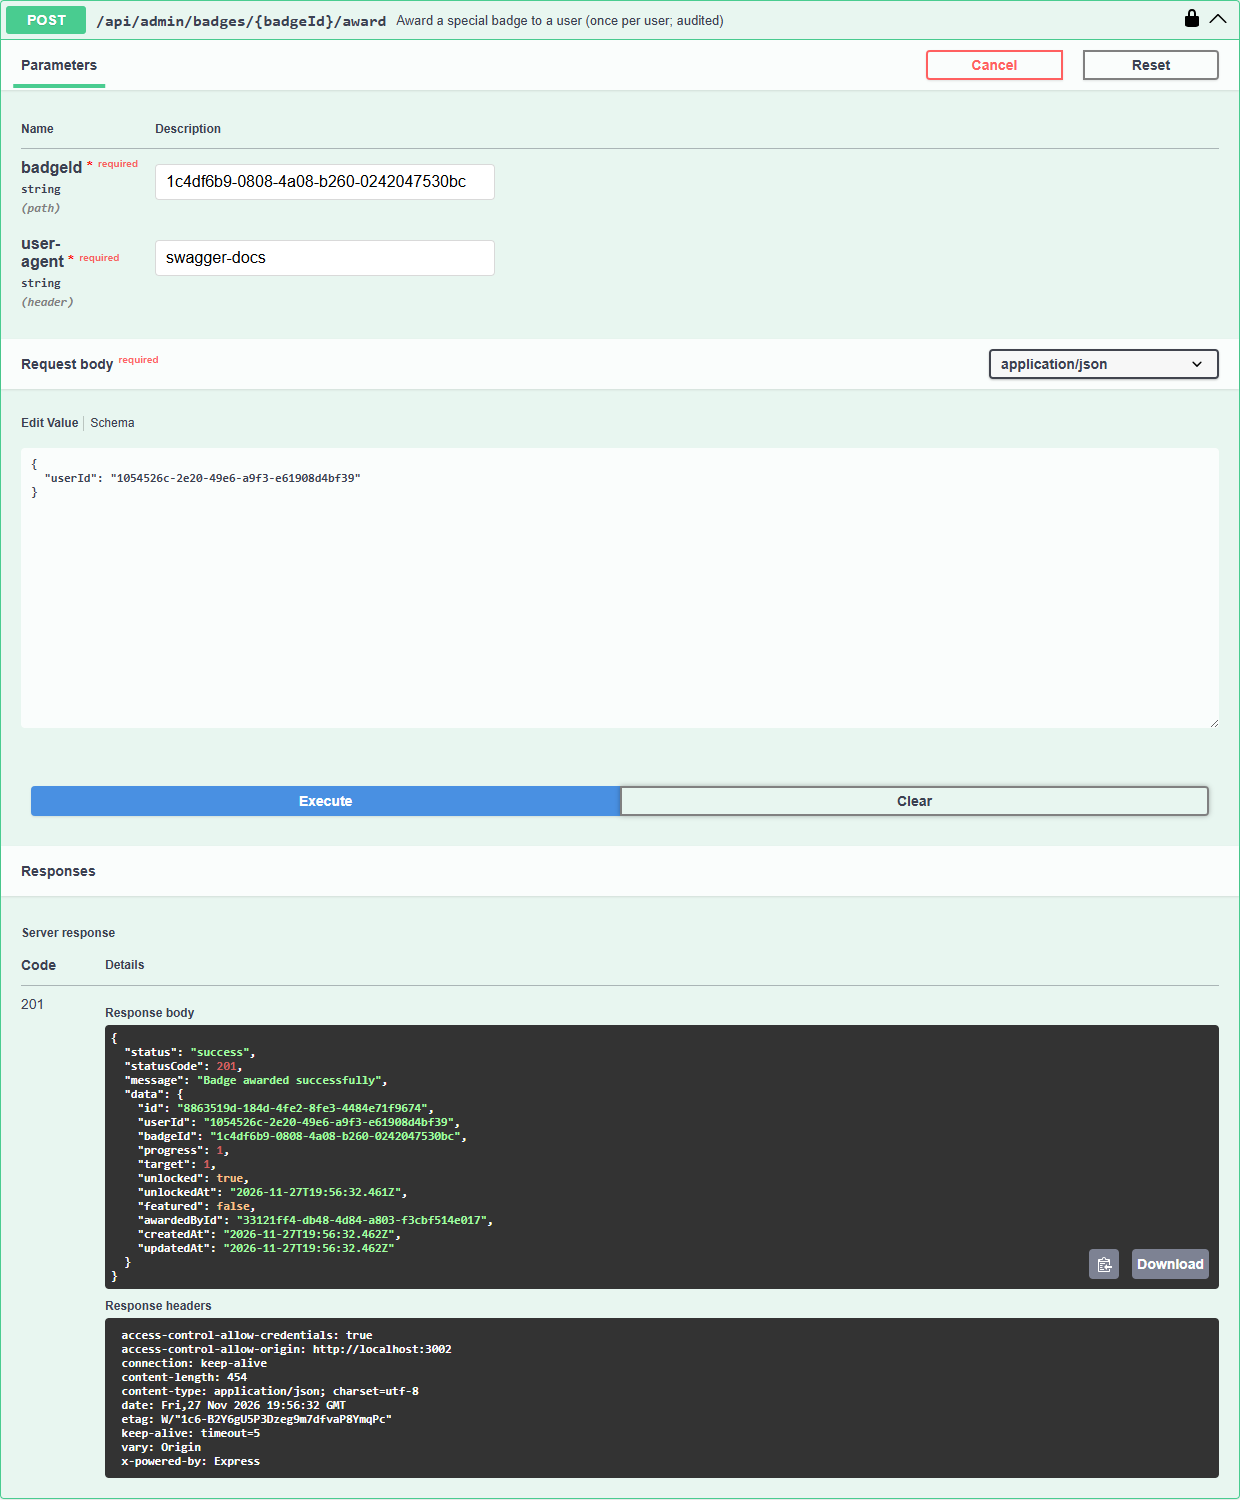 POST /api/admin/badges/{badgeId}/award Award a special badge to a user (once per user; audited)
Parameters Cancel Reset
Name Description
badgeId * required 1c4df6b9-0808-4a08-b260-0242047530bc
string
(path)
user-
agent * required swagger-docs
string
(header)
Request body required application/json
Edit Value Schema
{
  "userId": "1054526c-2e20-49e6-a9f3-e61908d4bf39"
}
Execute Clear
Responses
Server response
Code Details
201
Response body
{
  "status": "success",
  "statusCode": 201,
  "message": "Badge awarded successfully",
  "data": {
    "id": "8863519d-184d-4fe2-8fe3-4484e71f9674",
    "userId": "1054526c-2e20-49e6-a9f3-e61908d4bf39",
    "badgeId": "1c4df6b9-0808-4a08-b260-0242047530bc",
    "progress": 1,
    "target": 1,
    "unlocked": true,
    "unlockedAt": "2026-11-27T19:56:32.461Z",
    "featured": false,
    "awardedById": "33121ff4-db48-4d84-a803-f3cbf514e017",
    "createdAt": "2026-11-27T19:56:32.462Z",
    "updatedAt": "2026-11-27T19:56:32.462Z"
  }
}
Download
Response headers
access-control-allow-credentials: true
access-control-allow-origin: http://localhost:3002
connection: keep-alive
content-length: 454
content-type: application/json; charset=utf-8
date: Fri,27 Nov 2026 19:56:32 GMT
etag: W/"1c6-B2Y6gU5P3Dzeg9m7dfvaP8YmqPc"
keep-alive: timeout=5
vary: Origin
x-powered-by: Express